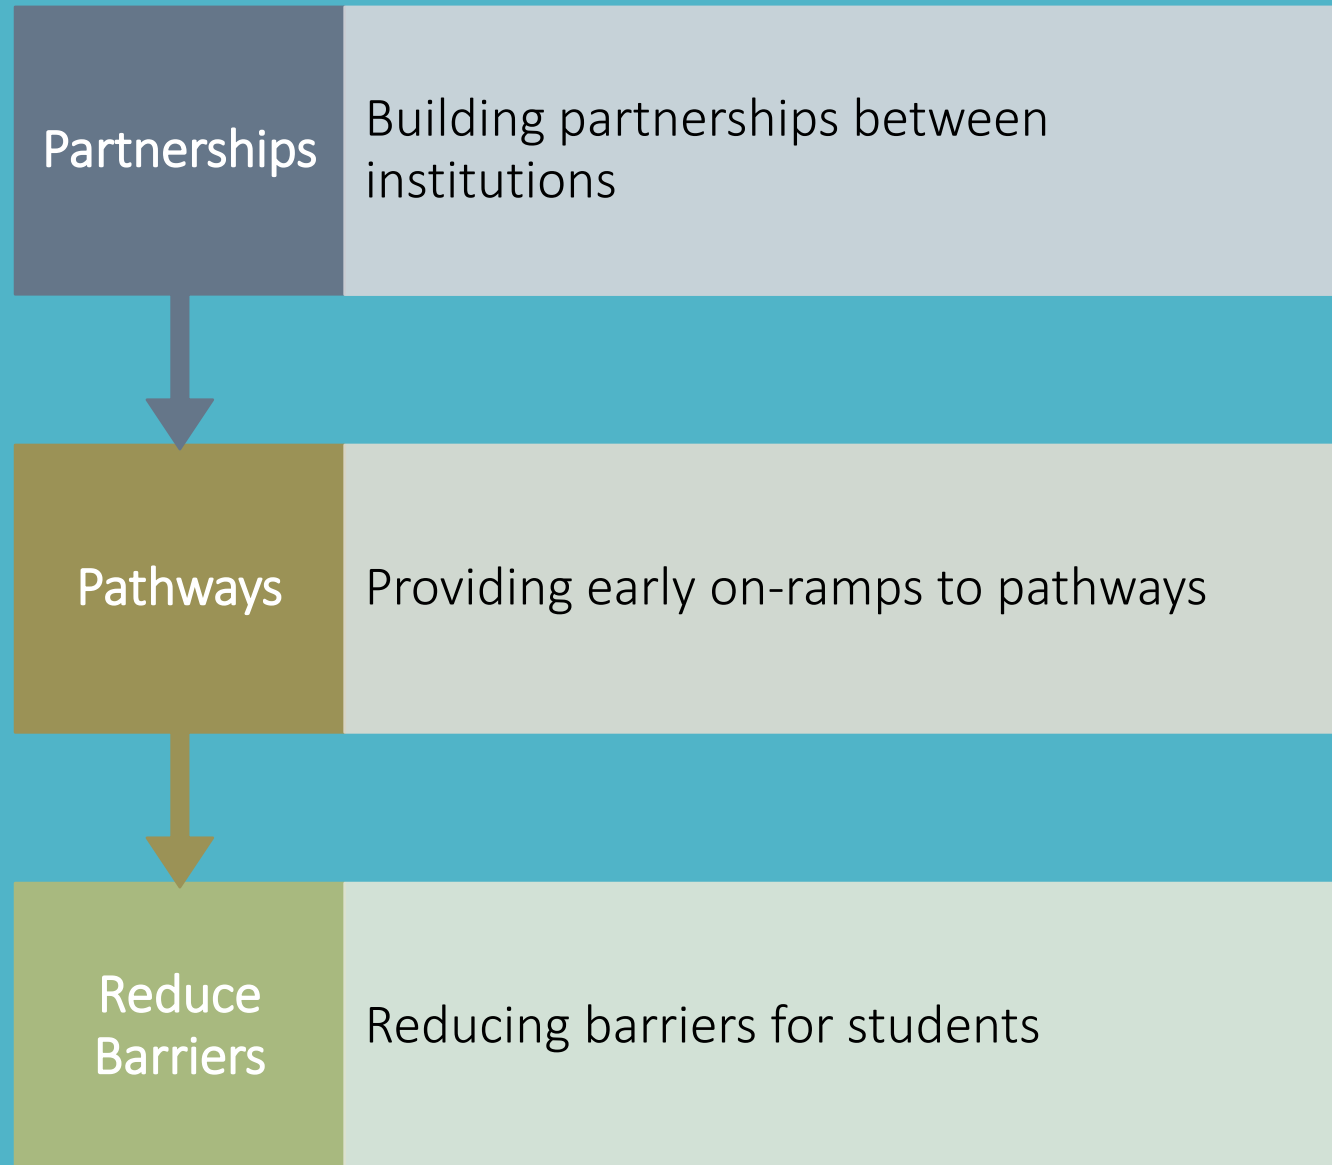 Partnerships
Building partnerships between
institutions
Pathways
Providing early on-ramps to pathways
Reduce
Barriers
Reducing barriers for students